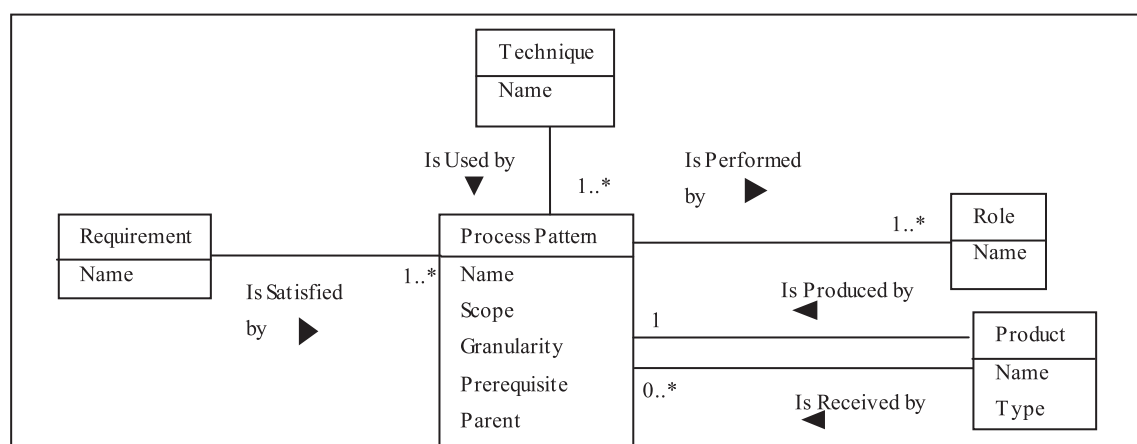 Technique
Name
Is Used by
1..*
Is Performed
by
1..*
Role
Name
Requirement
Name
1..*
Is Satisfied
by
Process Pattern
Name
Scope
Granularity
Prerequisite
Parent
Is Produced by
1
0..*
Is Received by
Product
Name
Type